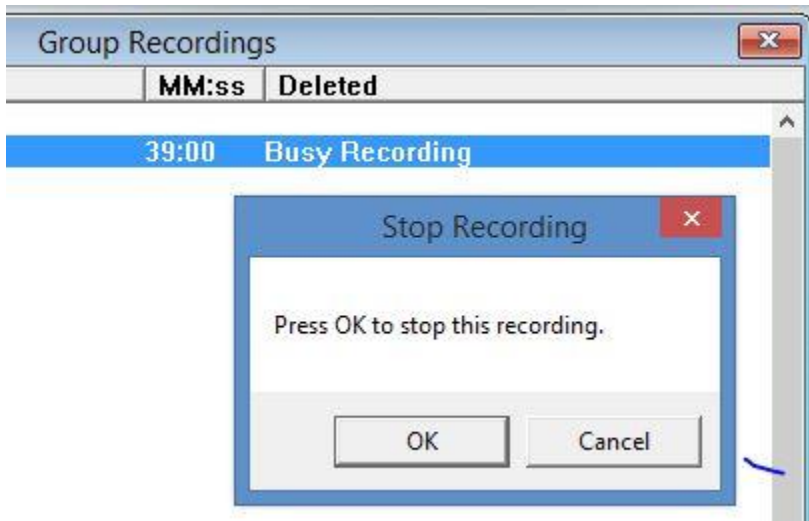 Group Recordings
MM:ss Deleted
39:00 Busy Recording
Stop Recording
Press OK to stop this recording.
OK Cancel